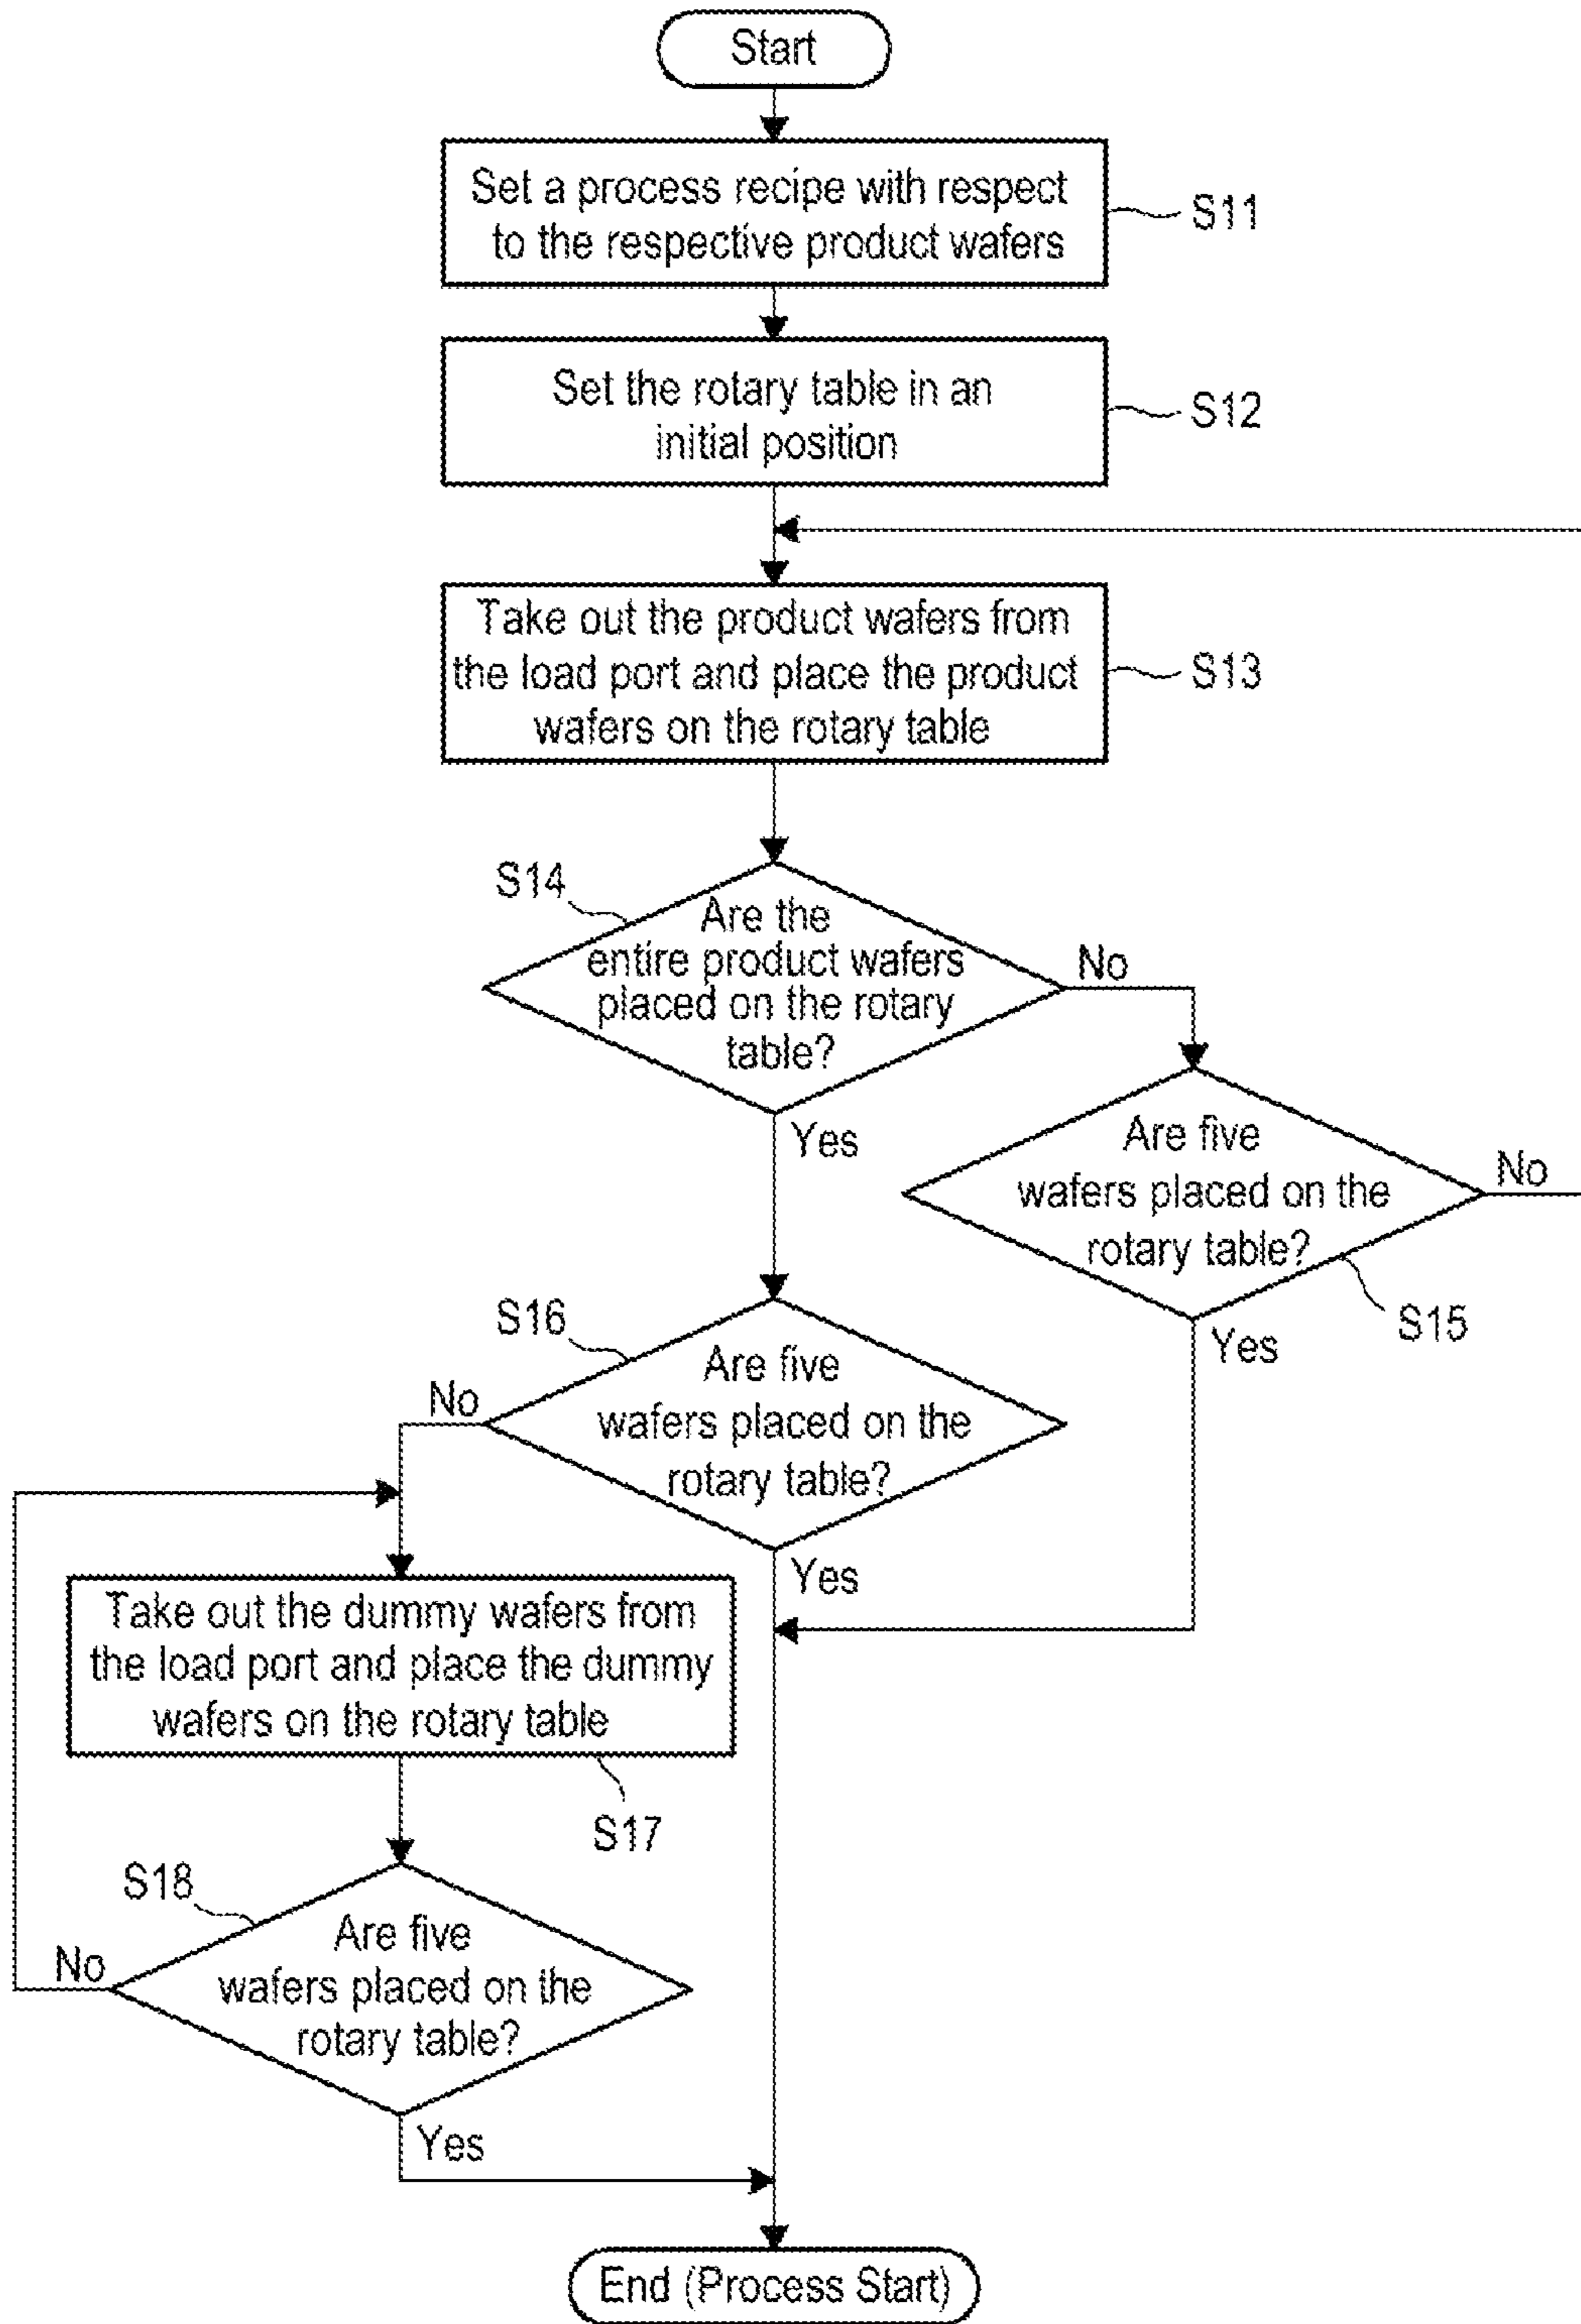 Start
Set a process recipe with respect
to the respective product wafers
S11
Set the rotary table in an
initial position
S12
Take out the product wafers from
the load port and place the product
wafers on the rotary table
S13
S14
Are the
entire product wafers
placed on the rotary
table?
No
Yes
Are five
wafers placed on the
rotary table?
No
S15
Yes
S16
Are five
wafers placed on the
rotary table?
No
Yes
Take out the dummy wafers from
the load port and place the dummy
wafers on the rotary table
S17
S18
Are five
wafers placed on the
rotary table?
No
Yes
End (Process Start)